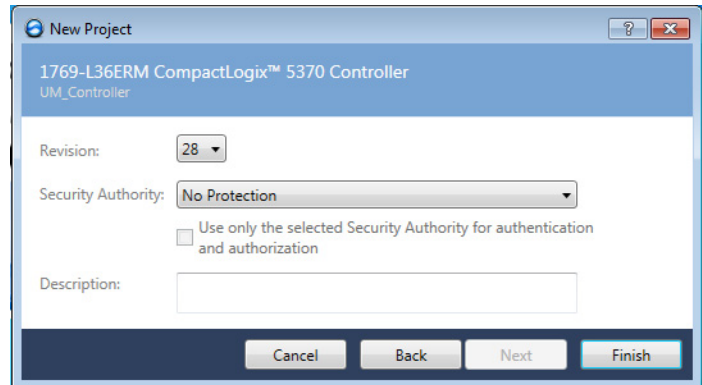 New Project
?
1769-L36ERM CompactLogix™ 5370 Controller
UM_Controller
Revision:
28
Security Authority:
No Protection
Use only the selected Security Authority for authentication
and authorization
Description:
Cancel
Back
Next
Finish